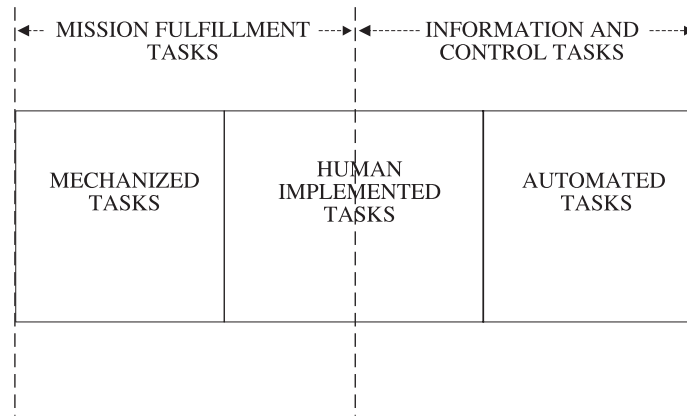 MISSION FULFILLMENT
TASKS
INFORMATION AND
CONTROL TASKS
MECHANIZED
TASKS
HUMAN
IMPLEMENTED
TASKS
AUTOMATED
TASKS